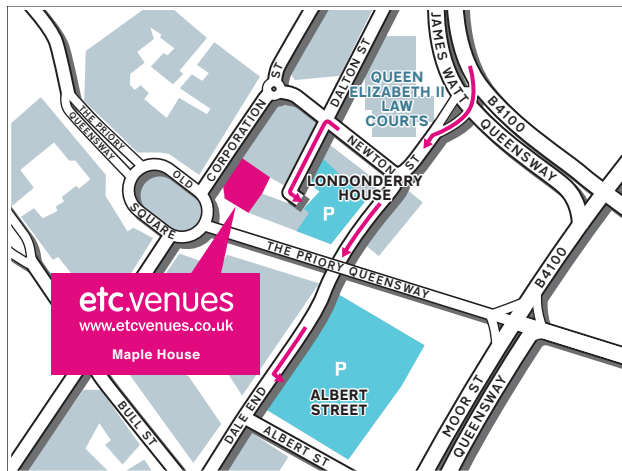 JAMES WATT
QUEENSWAY
B4100
DALTON ST
QUEEN
ELIZABETH II
LAW
COURTS
CORPORATION ST
THE PRIORY
QUEENSWAY
NEWTON ST
OLD
SQUARE
LONDONDERRY
HOUSE
P
THE PRIORY QUEENSWAY
B4100
etc.venues
www.etcvenues.co.uk
Maple House
P
ALBERT
STREET
BULL ST
DALE END
ALBERT ST
MOOR ST
QUEENSWAY